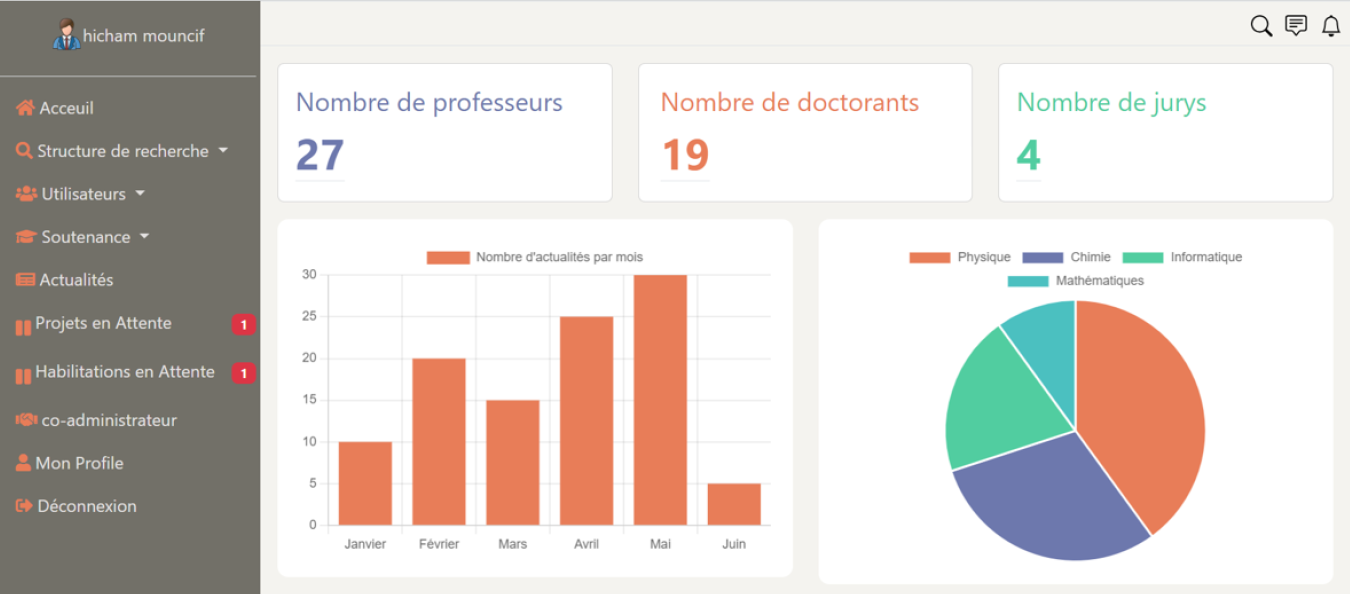 hicham mouncif
Acceuil
Structure de recherche
Utilisateurs
Soutenance
Actualités
Projets en Attente 1
Habilitations en Attente 1
co-administrateur
Mon Profile
Déconnexion
Nombre de professeurs
27
Nombre de doctorants
19
Nombre de jurys
4
Nombre d'actualités par mois
30
25
20
15
10
5
0
Janvier Février Mars Avril Mai Juin
Physique Chimie Informatique
Mathématiques